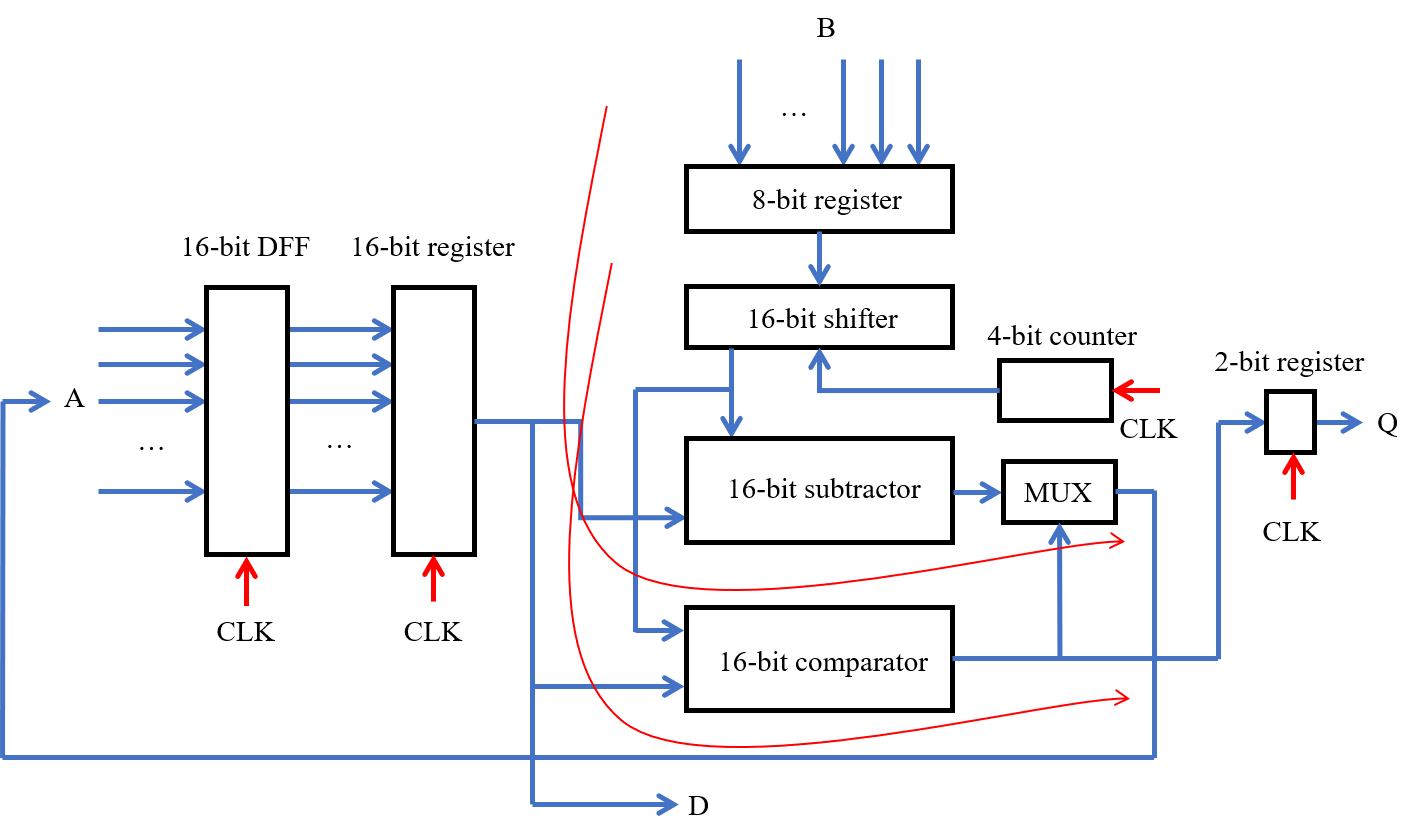 B
…
8-bit register
16-bit DFF
16-bit register
16-bit shifter
4-bit counter
2-bit register
A
CLK
Q
…
…
16-bit subtractor
MUX
CLK
CLK
CLK
16-bit comparator
D